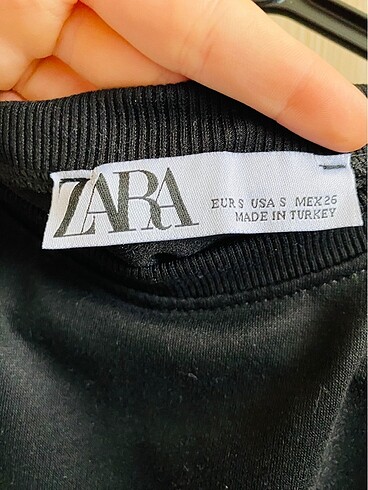 ZARA
EUR S USA S MEX 26
MADE IN TURKEY